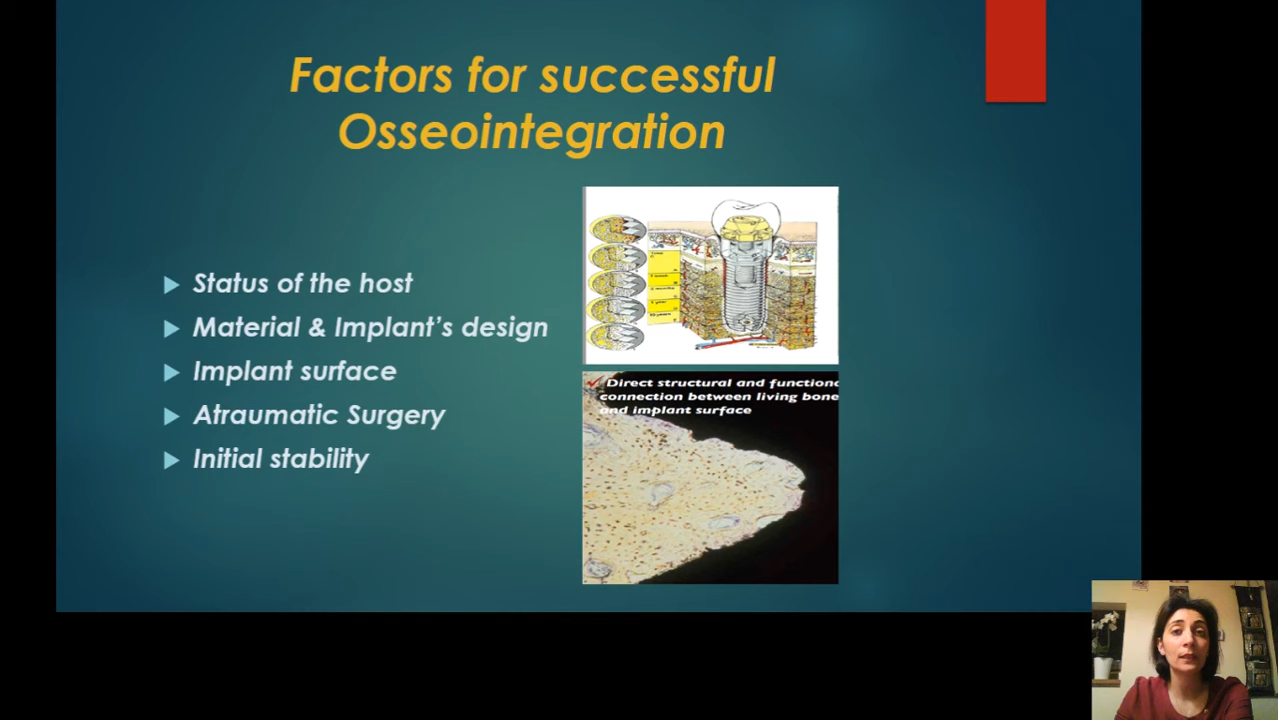 Factors for successful
Osseointegration
Status of the host
Material & Implant's design
Implant surface
Atraumatic Surgery
Initial stability
Direct structural and function
connection between living bone
and implant surface